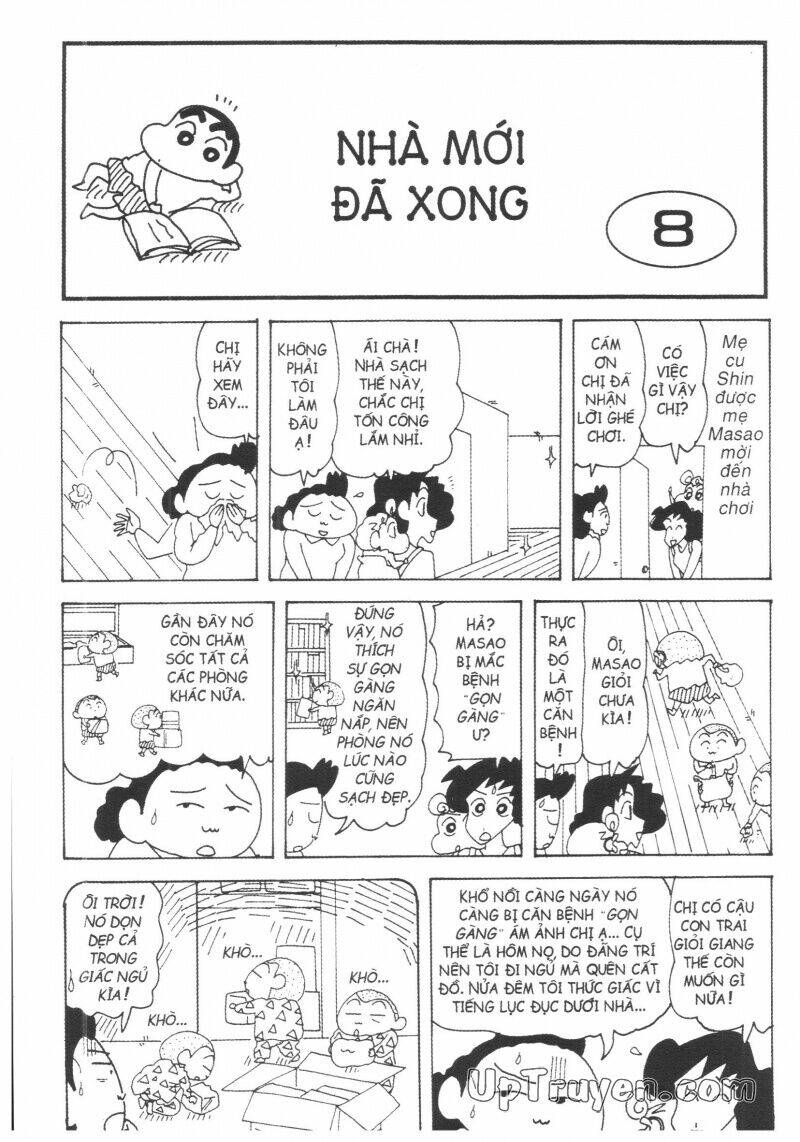 NHÀ MỚI
ĐÃ XONG
8
Mẹ
cu
Shin
được
mẹ
Masao
mời
đến
nhà
chơi
CÓ
VIỆC
GÌ VẬY
CHỊ?
CÁM
ƠN
CHỊ ĐÃ
NHẬN
LỜI GHÉ
CHƠI.
ÁI CHÀ!
NHÀ SẠCH
THẾ NÀY,
CHẮC CHỊ
TỐN CÔNG
LẮM NHỈ.
KHÔNG
PHẢI
TÔI
LÀM
ĐÂU
Ạ!
CHỊ
HÃY
XEM
ĐÂY...
ÔI,
MASAO
GIỎI
CHƯA
KÌA!
THỰC
RA
ĐÓ
LÀ
MỘT
CĂN
BỆNH!
HẢ?
MASAO
BỊ MẮC
BỆNH
"GỌN
GÀNG"
Ư?
ĐÚNG
VẬY, NÓ
THÍCH
SỰ GỌN
GÀNG
NGĂN
NẮP, NÊN
PHÒNG NÓ
LÚC NÀO
CŨNG
SẠCH ĐẸP.
GẦN ĐÂY NÓ
CÒN CHĂM
SÓC TẤT CẢ
CÁC PHÒNG
KHÁC NỮA.
CHỊ CÓ CẬU
CON TRAI
GIỎI GIANG
THẾ CÒN
MUỐN GÌ
NỮA!
KHỔ NỖI CÀNG NGÀY NÓ
CÀNG BỊ CĂN BỆNH "GỌN
GÀNG" ÁM ẢNH CHỊ Ạ... CỤ
THỂ LÀ HÔM NỌ, DO ĐÃNG TRÍ
NÊN TÔI ĐI NGỦ MÀ QUÊN CẤT
ĐỒ. NỬA ĐÊM TÔI THỨC GIẤC VÌ
TIẾNG LỤC ĐỤC DƯỚI NHÀ...
KHÒ...
KHÒ...
KHÒ...
ÔI TRỜI!
NÓ DỌN
DẸP CẢ
TRONG
GIẤC NGỦ
KÌA!
UpTruyen.com